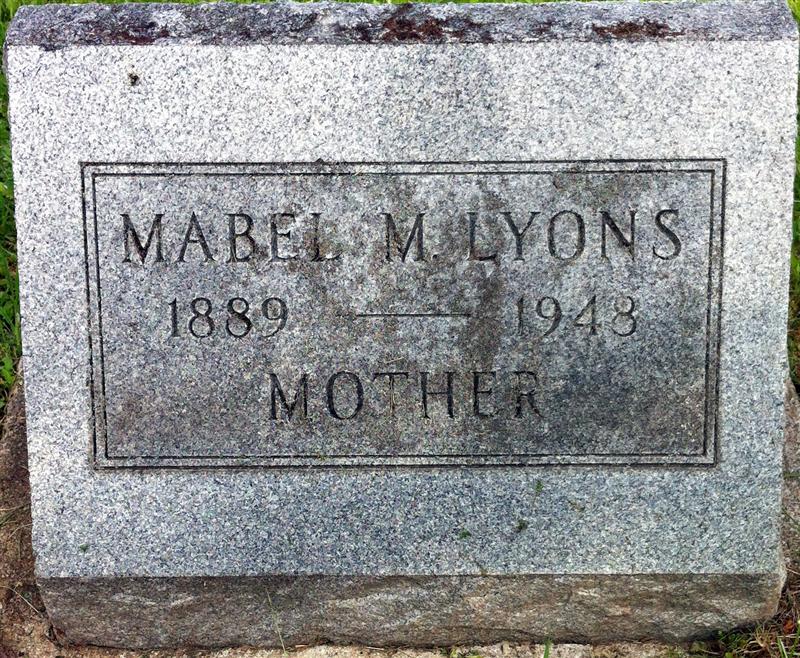 MABEL M. LYONS
1889 — 1948
MOTHER